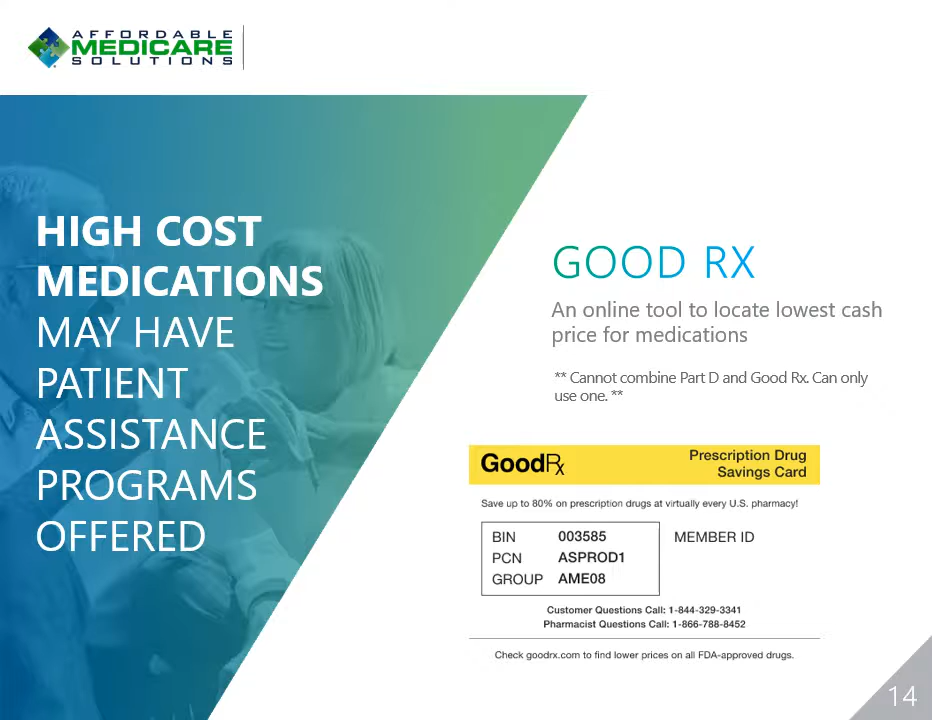 AFFORDABLE
MEDICARE
SOLUTIONS
HIGH COST
MEDICATIONS
MAY HAVE
PATIENT
ASSISTANCE
PROGRAMS
OFFERED
GOOD RX
An online tool to locate lowest cash
price for medications
** Cannot combine Part D and Good Rx. Can only
use one. **
GoodRx
Prescription Drug
Savings Card
Save up to 80% on prescription drugs at virtually every U.S. pharmacy!
BIN 003585
PCN ASPROD1
GROUP AME08
MEMBER ID
Customer Questions Call: 1-844-329-3341
Pharmacist Questions Call: 1-866-788-8452
Check goodrx.com to find lower prices on all FDA-approved drugs.
14